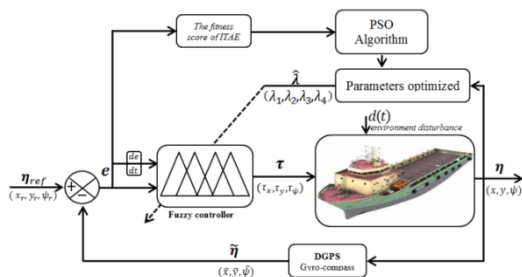 The fitness
score of ITAE
PSO
Algorithm
λ̂
(λ₁, λ₂, λ₃, λ₄)
Parameters optimized
d(t)
environment disturbance
η_ref
(x_r, y_r, ψ_r)
+
−
e
de
dt
Fuzzy controller
τ
(τ_x, τ_y, τ_ψ)
η
(x, y, ψ)
η̃
(x̃, ỹ, ψ̃)
DGPS
Gyro-compass